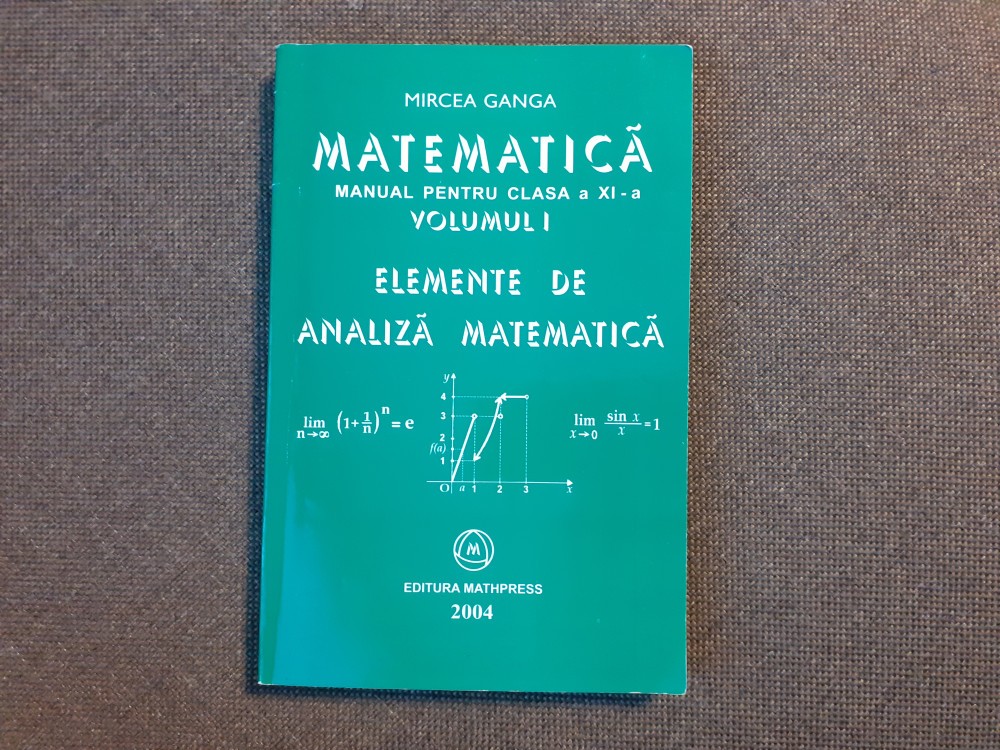 MIRCEA GANGA
MATEMATICĂ
MANUAL PENTRU CLASA a XI - a
VOLUMUL I
ELEMENTE DE
ANALIZĂ MATEMATICĂ
lim n→∞ (1+1/n)^n = e
y
4
3
2
f(a)
1
O a 1 2 3 x
lim x→0 sin x / x = 1
M
EDITURA MATHPRESS
2004